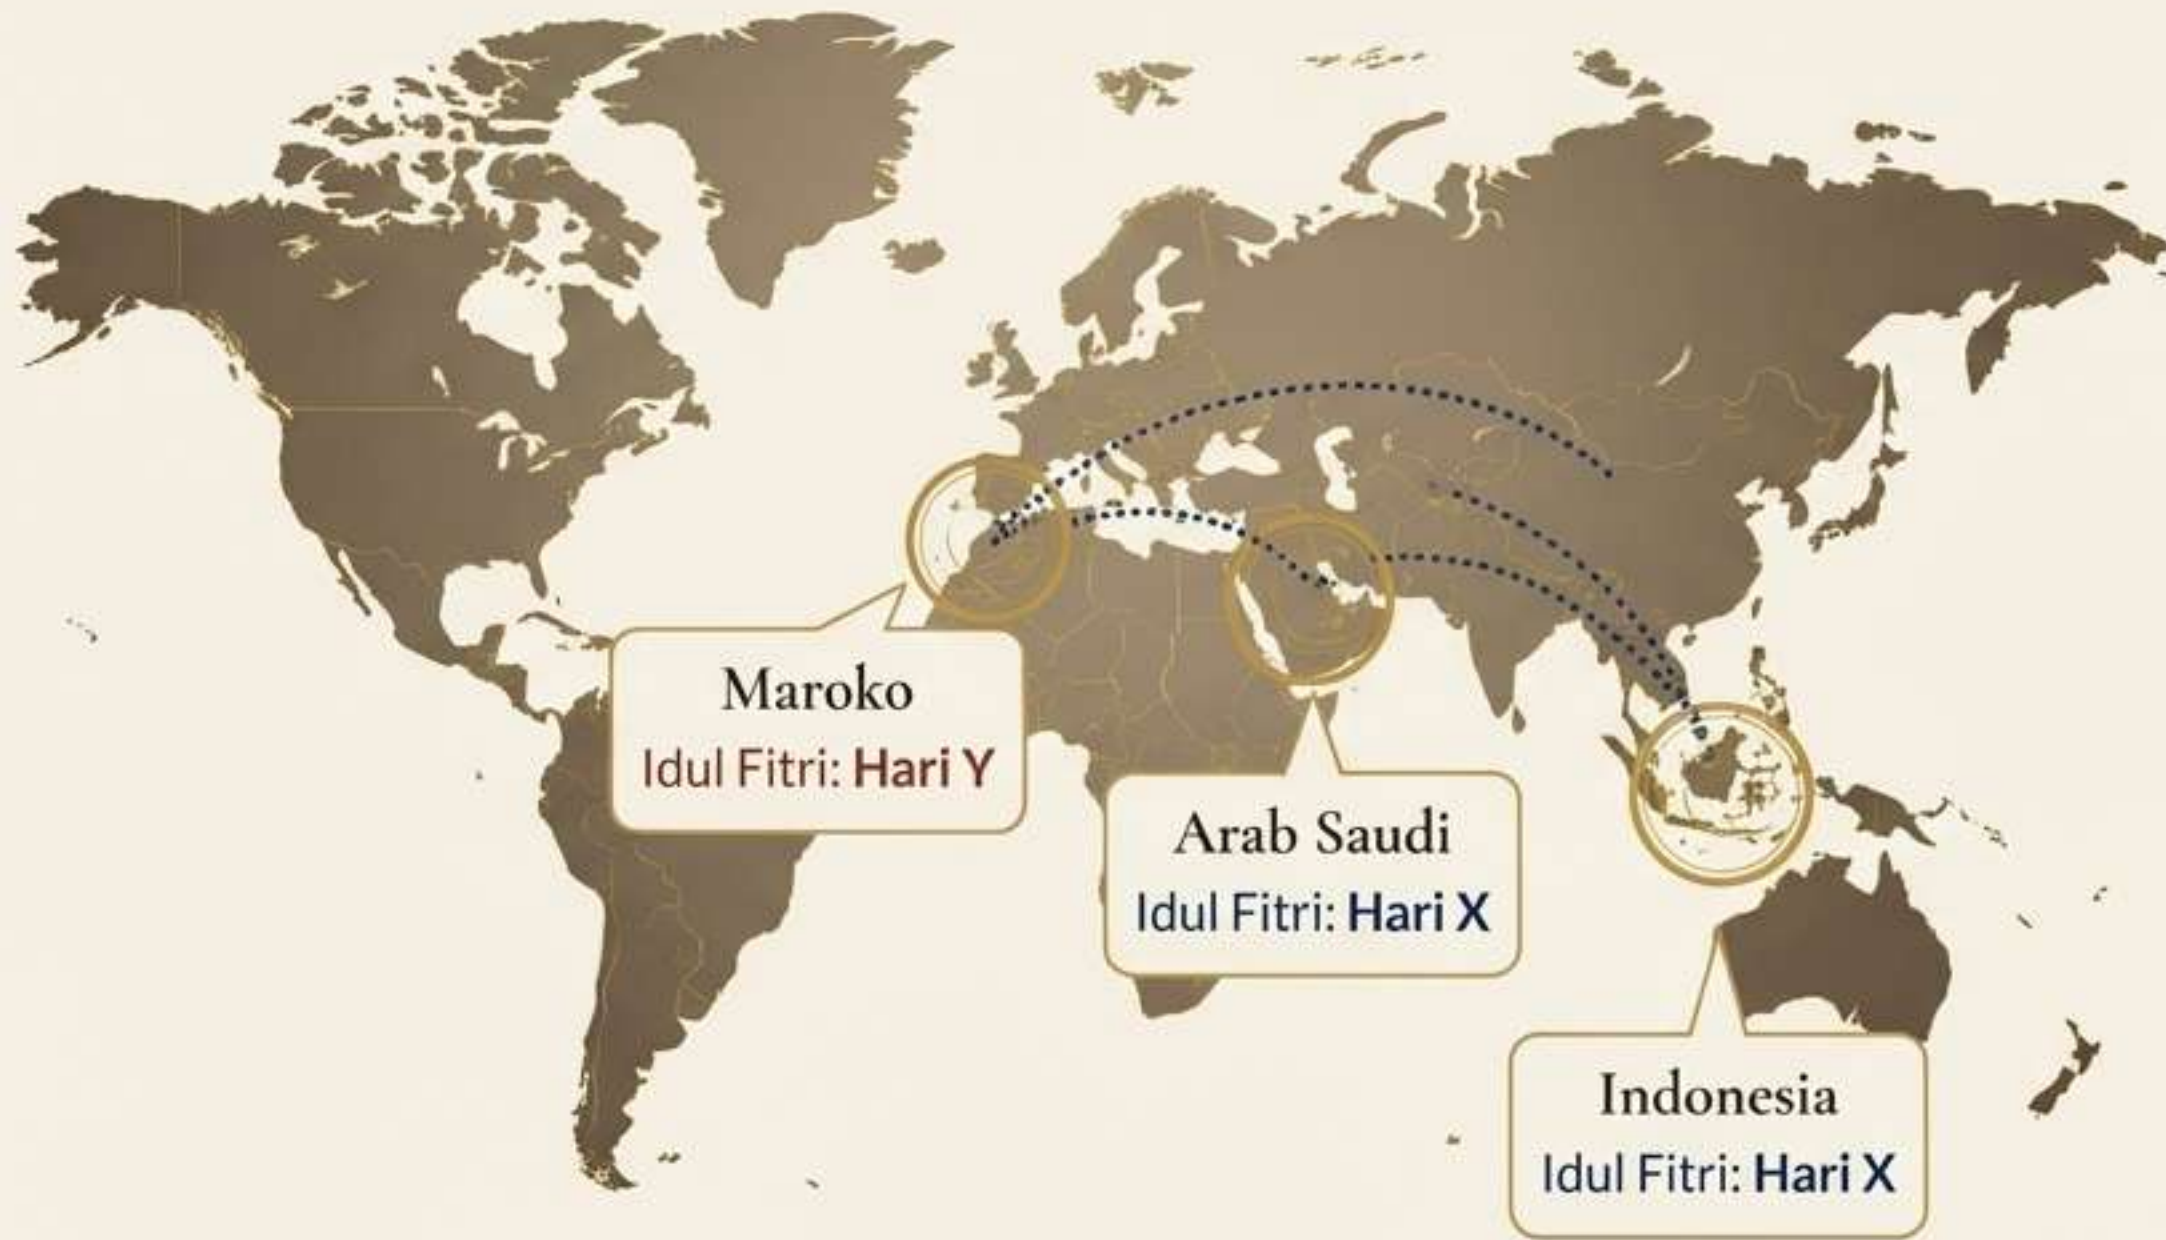 Maroko
Idul Fitri: Hari Y
Arab Saudi
Idul Fitri: Hari X
Indonesia
Idul Fitri: Hari X